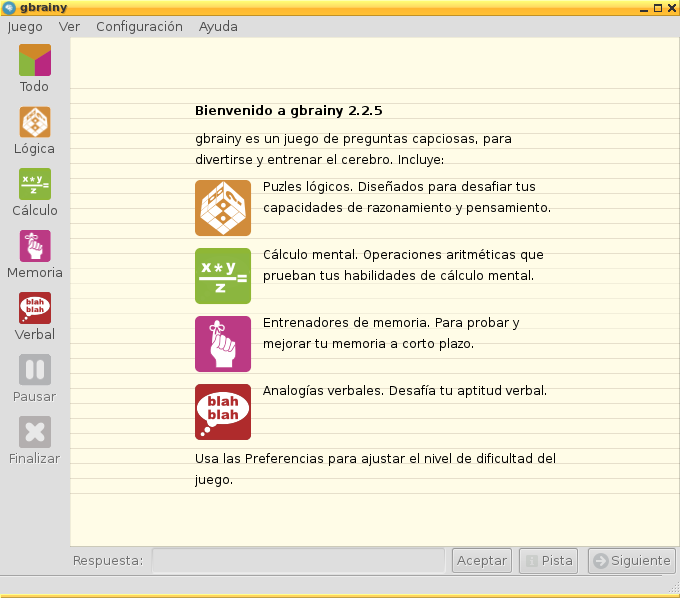 gbrainy
Juego Ver Configuración Ayuda
Todo
Lógica
x*y
z
=
Cálculo
Memoria
blah
blah
Verbal
Pausar
Finalizar
Bienvenido a gbrainy 2.2.5
gbrainy es un juego de preguntas capciosas, para
divertirse y entrenar el cerebro. Incluye:
Puzles lógicos. Diseñados para desafiar tus
capacidades de razonamiento y pensamiento.
x*y
z
=
Cálculo mental. Operaciones aritméticas que
prueban tus habilidades de cálculo mental.
Entrenadores de memoria. Para probar y
mejorar tu memoria a corto plazo.
blah
blah
Analogías verbales. Desafía tu aptitud verbal.
Usa las Preferencias para ajustar el nivel de dificultad del
juego.
Respuesta: Aceptar Pista Siguiente